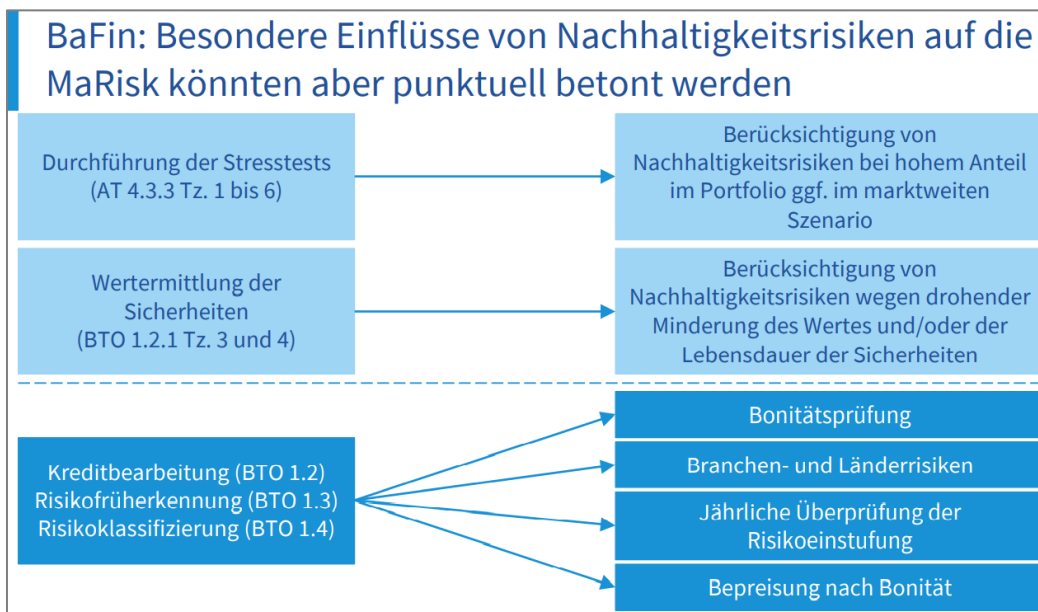 BaFin: Besondere Einflüsse von Nachhaltigkeitsrisiken auf die
MaRisk könnten aber punktuell betont werden
Durchführung der Stresstests
(AT 4.3.3 Tz. 1 bis 6)
Berücksichtigung von
Nachhaltigkeitsrisiken bei hohem Anteil
im Portfolio ggf. im marktweiten
Szenario
Wertermittlung der
Sicherheiten
(BTO 1.2.1 Tz. 3 und 4)
Berücksichtigung von
Nachhaltigkeitsrisiken wegen drohender
Minderung des Wertes und/oder der
Lebensdauer der Sicherheiten
Kreditbearbeitung (BTO 1.2)
Risikofrüherkennung (BTO 1.3)
Risikoklassifizierung (BTO 1.4)
Bonitätsprüfung
Branchen- und Länderrisiken
Jährliche Überprüfung der
Risikoeinstufung
Bepreisung nach Bonität